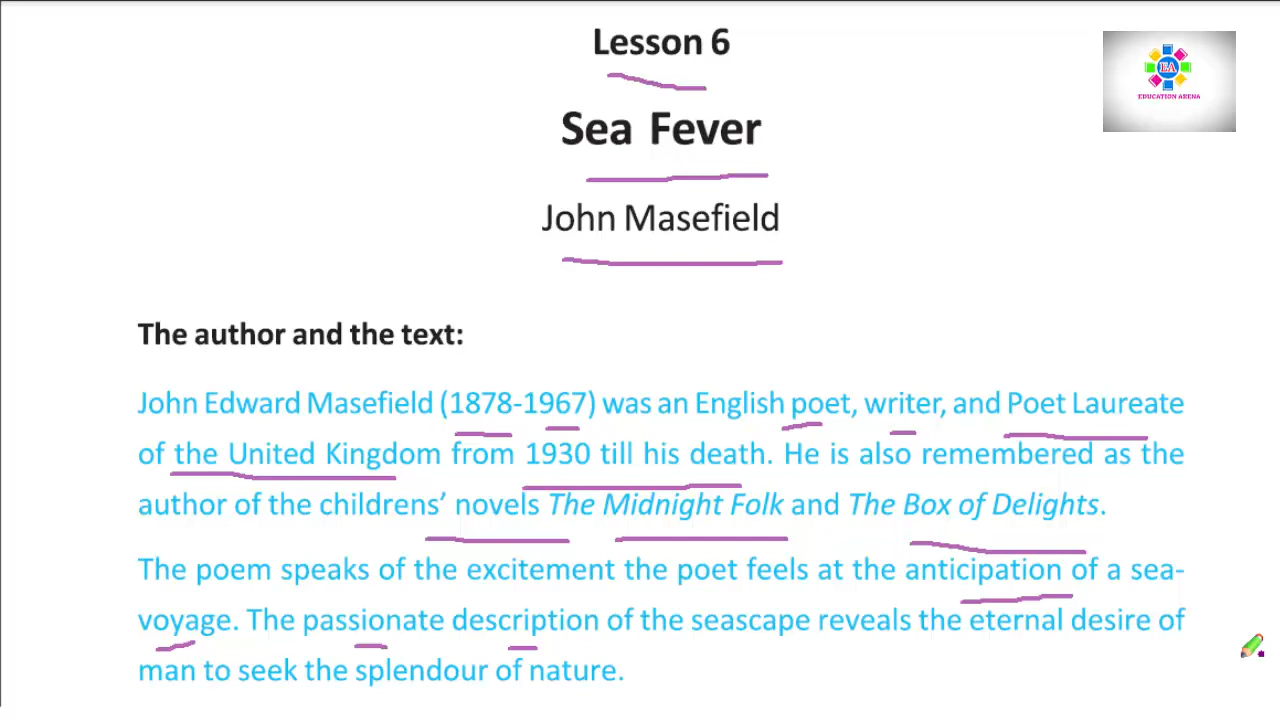 Lesson 6
EA
EDUCATION ARENA
Sea Fever
John Masefield
The author and the text:
John Edward Masefield (1878-1967) was an English poet, writer, and Poet Laureate
of the United Kingdom from 1930 till his death. He is also remembered as the
author of the childrens’ novels The Midnight Folk and The Box of Delights.
The poem speaks of the excitement the poet feels at the anticipation of a sea-
voyage. The passionate description of the seascape reveals the eternal desire of
man to seek the splendour of nature.